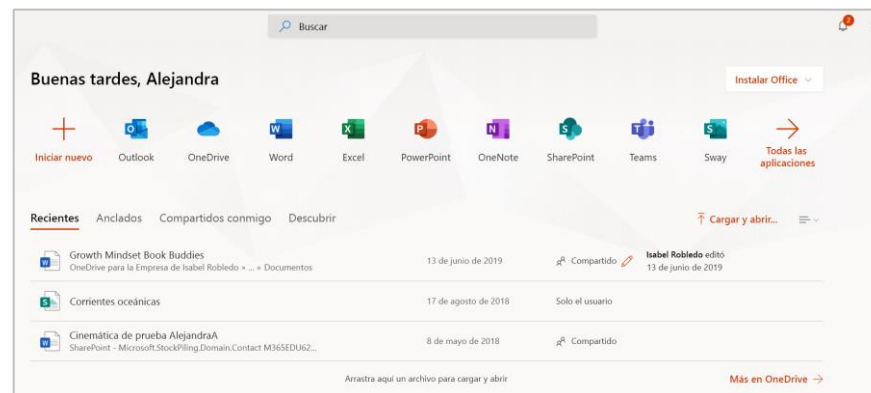 Buscar
2
Buenas tardes, Alejandra
Instalar Office
Iniciar nuevo
Outlook
OneDrive
Word
Excel
PowerPoint
OneNote
SharePoint
Teams
Sway
Todas las
aplicaciones
Recientes Anclados Compartidos conmigo Descubrir
Cargar y abrir...
Growth Mindset Book Buddies
OneDrive para la Empresa de Isabel Robledo » ... » Documentos
13 de junio de 2019
Compartido
Isabel Robledo editó
13 de junio de 2019
Corrientes oceánicas
17 de agosto de 2018
Solo el usuario
Cinemática de prueba AlejandraA
SharePoint - Microsoft.StockPiling.Domain.Contact M365EDU62...
8 de mayo de 2018
Compartido
Arrastra aquí un archivo para cargar y abrir
Más en OneDrive